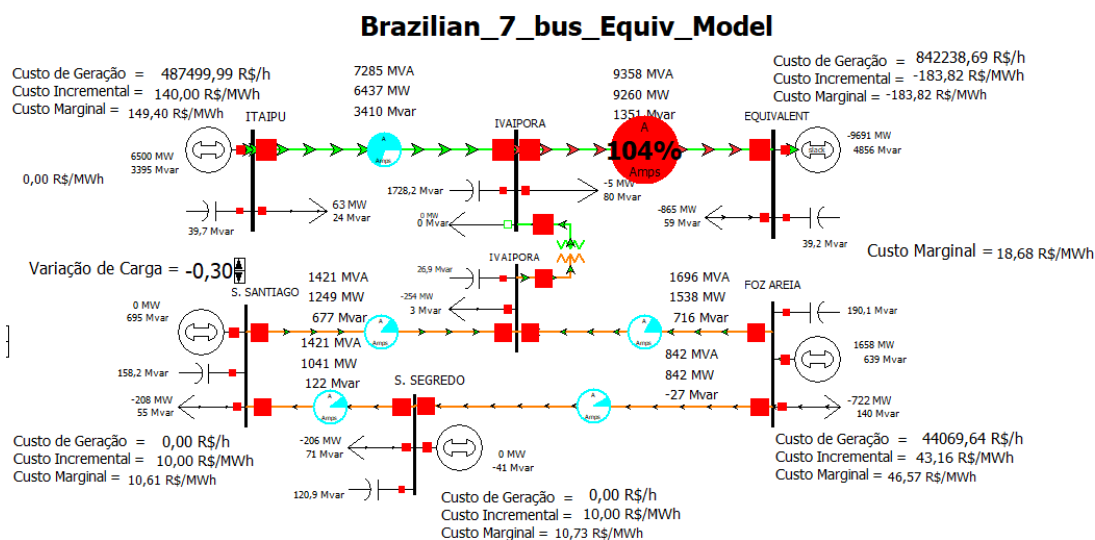 Brazilian_7_bus_Equiv_Model
Custo de Geração = 487499,99 R$/h
Custo Incremental = 140,00 R$/MWh
Custo Marginal = 149,40 R$/MWh
7285 MVA
6437 MW
3410 Mvar
9358 MVA
9260 MW
1351 Mvar
Custo de Geração = 842238,69 R$/h
Custo Incremental = -183,82 R$/MWh
Custo Marginal = -183,82 R$/MWh
ITAIPU
IVAIPORA
EQUIVALENT
A
Amps
A
104%
Amps
slack
6500 MW
3395 Mvar
-9691 MW
4856 Mvar
0,00 R$/MWh
63 MW
24 Mvar
39,7 Mvar
1728,2 Mvar
-5 MW
80 Mvar
0 MW
0 Mvar
-865 MW
59 Mvar
39,2 Mvar
Custo Marginal = 18,68 R$/MWh
Variação de Carga = -0,30
IVAIPORA
26,9 Mvar
-254 MW
3 Mvar
S. SANTIAGO
1421 MVA
1249 MW
677 Mvar
1696 MVA
1538 MW
716 Mvar
FOZ AREIA
0 MW
695 Mvar
A
Amps
A
Amps
190,1 Mvar
1658 MW
639 Mvar
1421 MVA
1041 MW
122 Mvar
842 MVA
842 MW
-27 Mvar
158,2 Mvar
-208 MW
55 Mvar
S. SEGREDO
A
Amps
A
Amps
-722 MW
140 Mvar
Custo de Geração = 0,00 R$/h
Custo Incremental = 10,00 R$/MWh
Custo Marginal = 10,61 R$/MWh
-206 MW
71 Mvar
0 MW
-41 Mvar
120,9 Mvar
Custo de Geração = 44069,64 R$/h
Custo Incremental = 43,16 R$/MWh
Custo Marginal = 46,57 R$/MWh
Custo de Geração = 0,00 R$/h
Custo Incremental = 10,00 R$/MWh
Custo Marginal = 10,73 R$/MWh